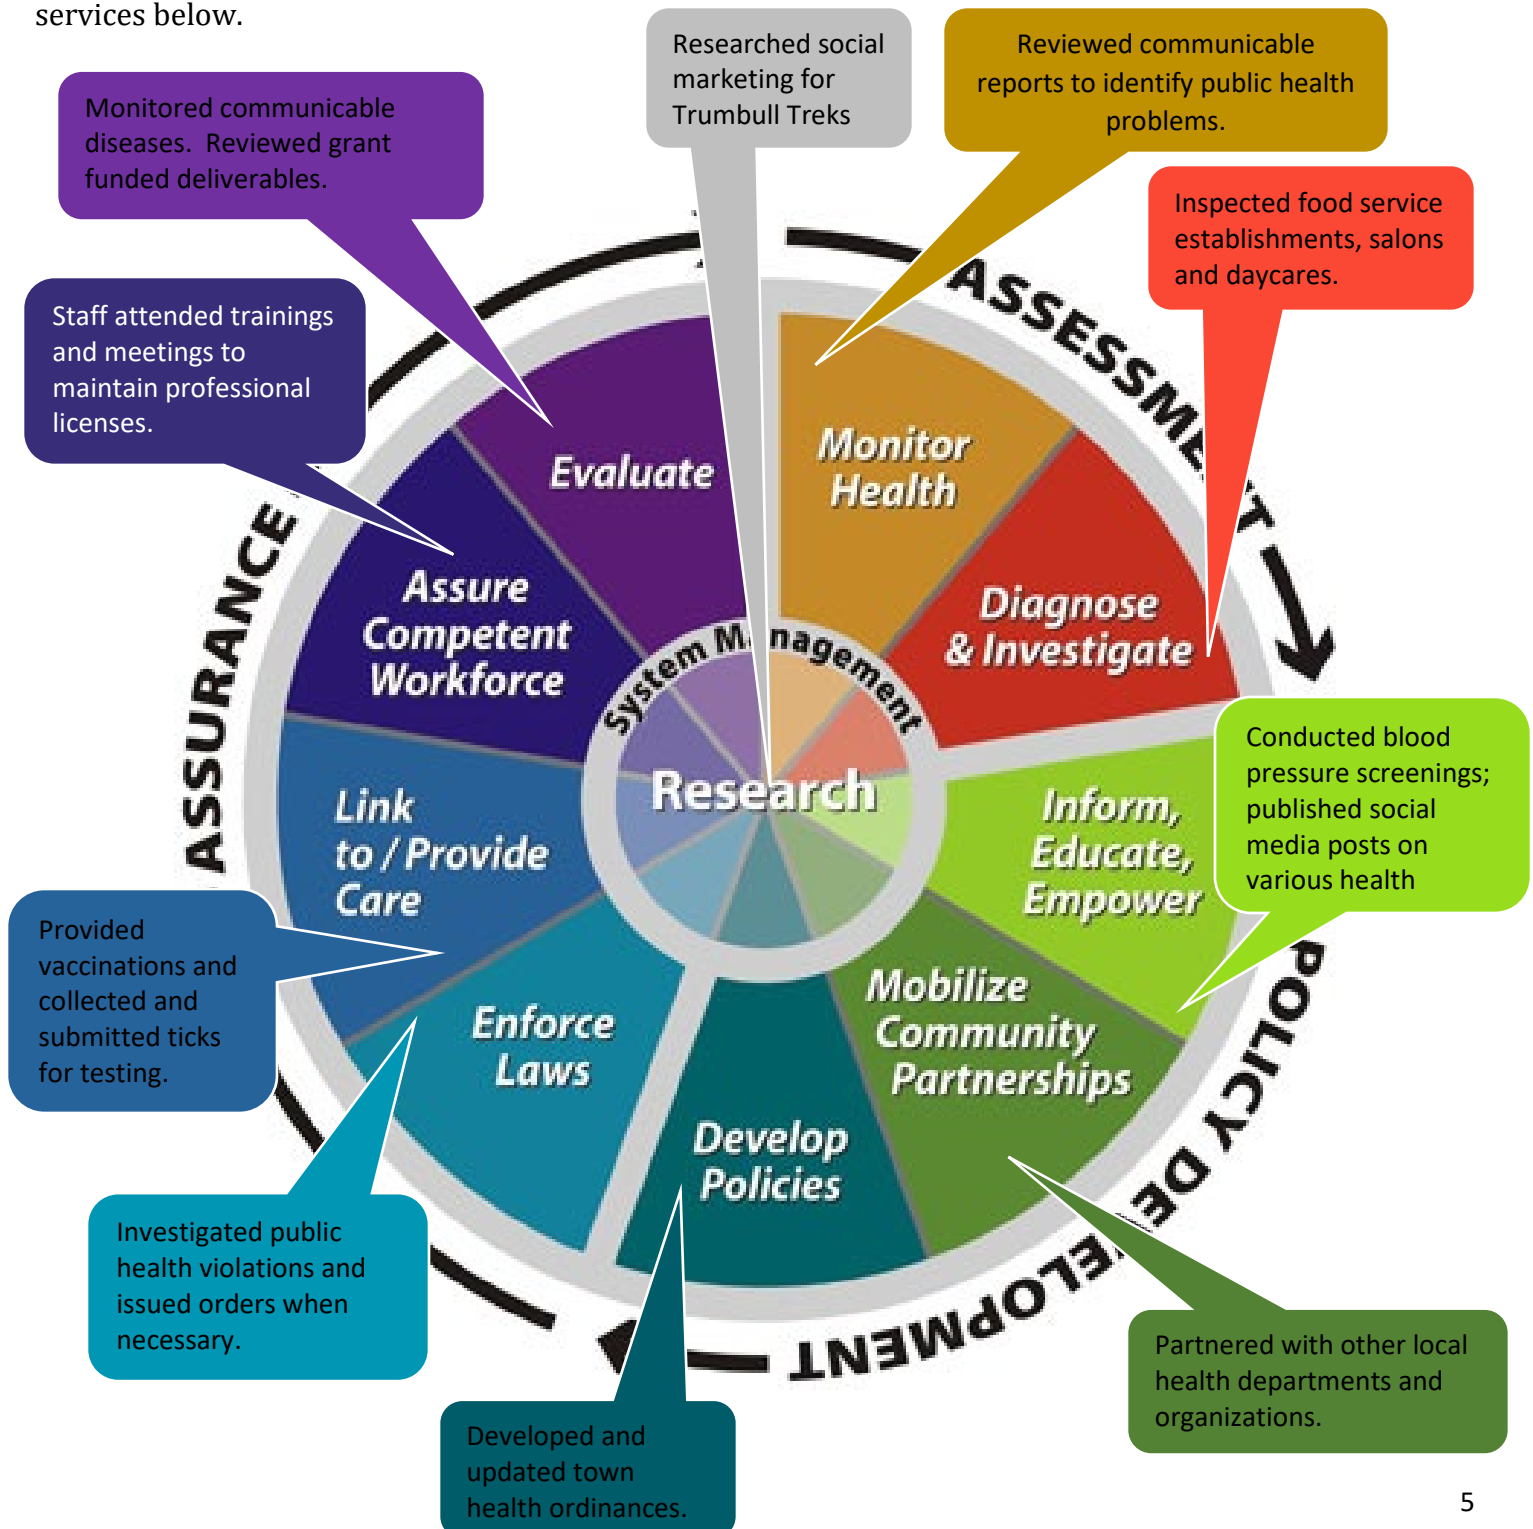 services below.
Researched social
marketing for
Trumbull Treks
Reviewed communicable
reports to identify public health
problems.
Monitored communicable
diseases.  Reviewed grant
funded deliverables.
Inspected food service
establishments, salons
and daycares.
Staff attended trainings
and meetings to
maintain professional
licenses.
ASSESSMENT
ASSURANCE
POLICY DEVELOPMENT
Evaluate
Monitor
Health
Diagnose
& Investigate
Assure
Competent
Workforce
System Management
Research
Link
to / Provide
Care
Inform,
Educate,
Empower
Conducted blood
pressure screenings;
published social
media posts on
various health
Mobilize
Community
Partnerships
Enforce
Laws
Develop
Policies
Provided
vaccinations and
collected and
submitted ticks
for testing.
Investigated public
health violations and
issued orders when
necessary.
Partnered with other local
health departments and
organizations.
Developed and
updated town
health ordinances.
5